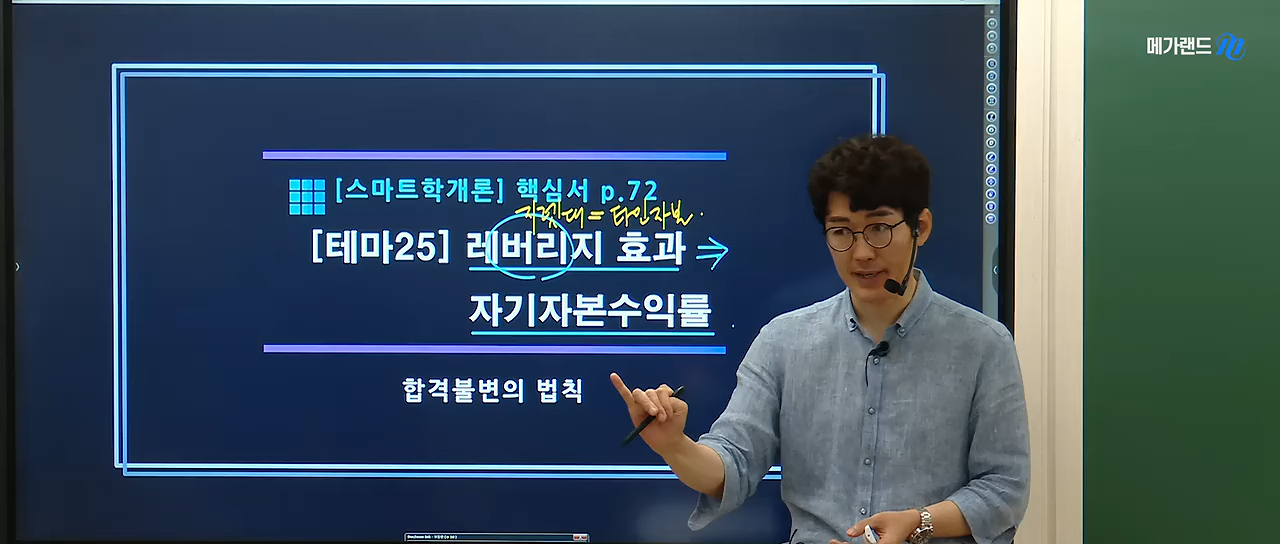 메가랜드
[스마트학개론] 핵심서 p.72
지렛대 = 타인자본
[테마25] 레버리지 효과 →
자기자본수익률
합격불변의 법칙